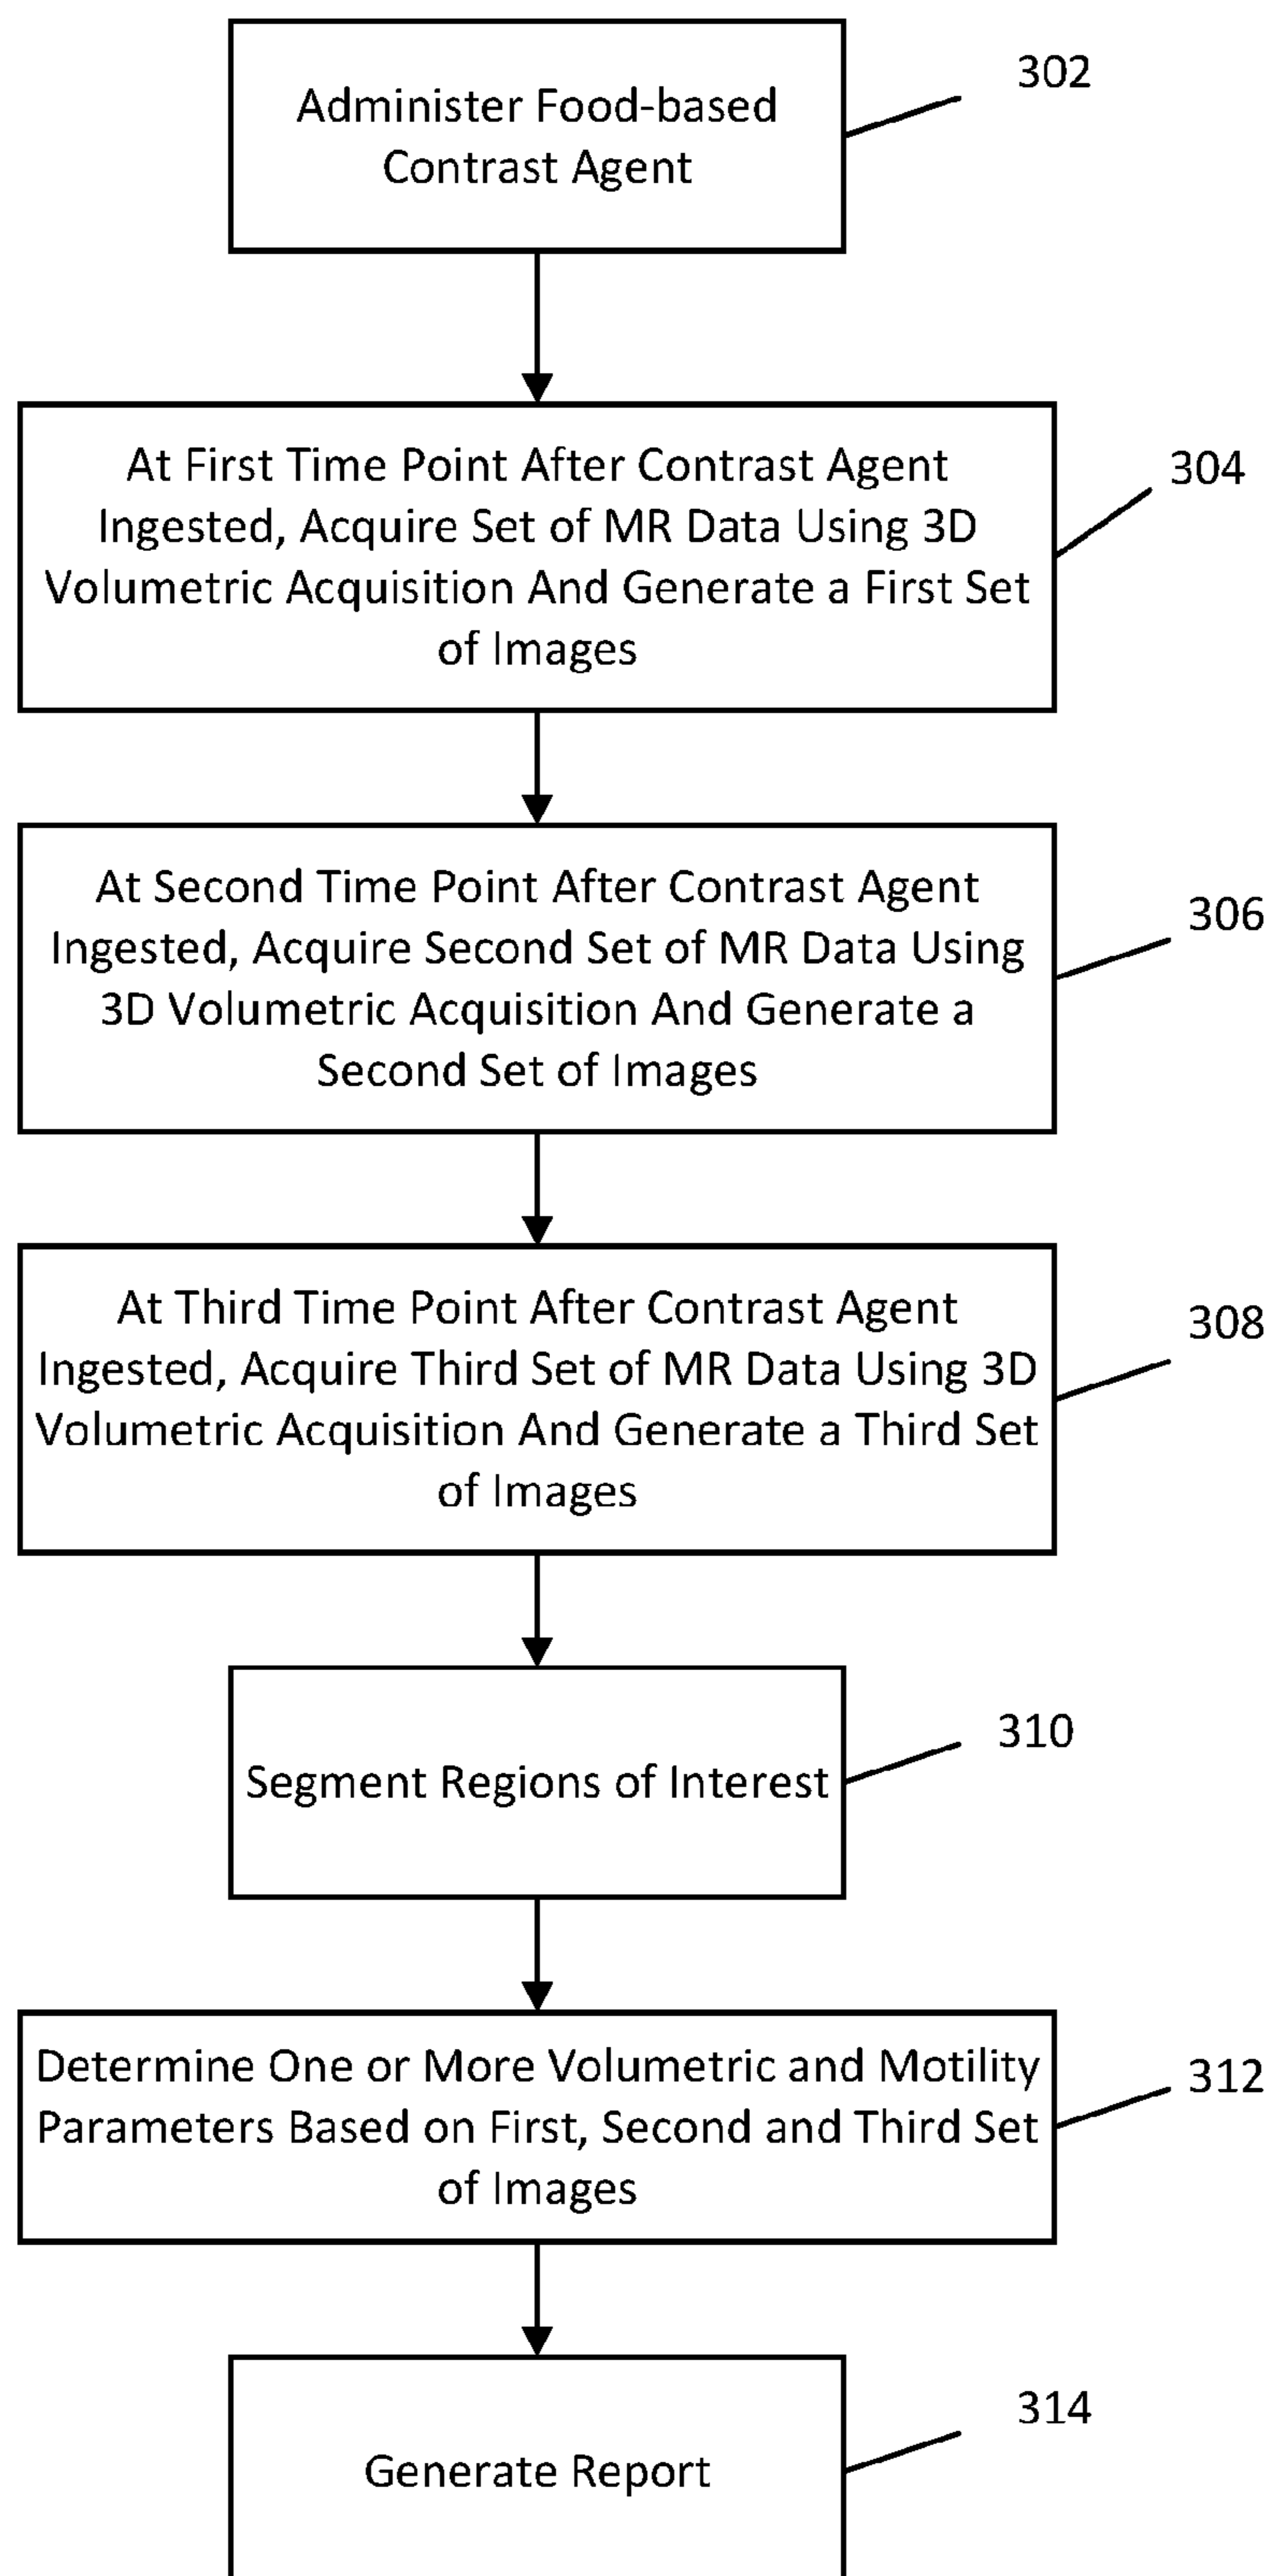 Administer Food-based
Contrast Agent
302
At First Time Point After Contrast Agent
Ingested, Acquire Set of MR Data Using 3D
Volumetric Acquisition And Generate a First Set
of Images
304
At Second Time Point After Contrast Agent
Ingested, Acquire Second Set of MR Data Using
3D Volumetric Acquisition And Generate a
Second Set of Images
306
At Third Time Point After Contrast Agent
Ingested, Acquire Third Set of MR Data Using 3D
Volumetric Acquisition And Generate a Third Set
of Images
308
Segment Regions of Interest
310
Determine One or More Volumetric and Motility
Parameters Based on First, Second and Third Set
of Images
312
Generate Report
314